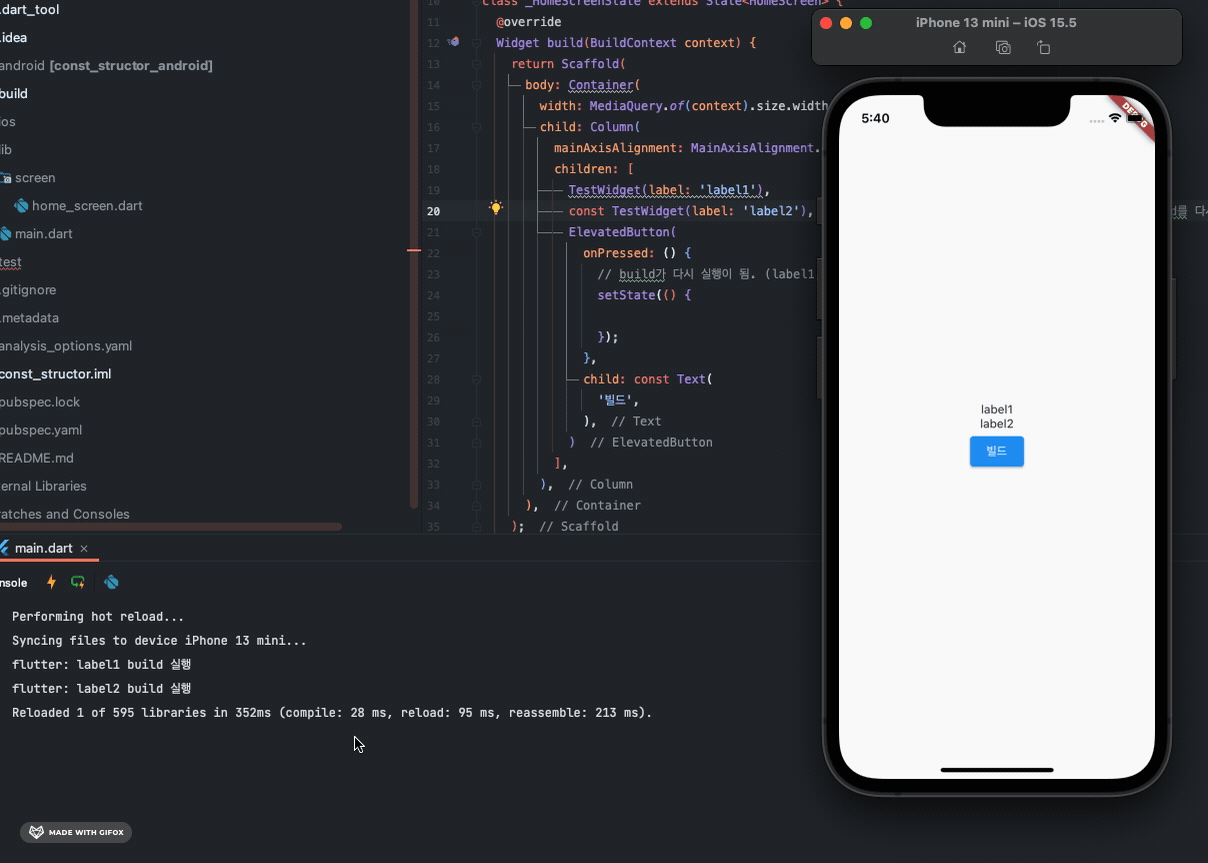 .dart_tool
.idea
android [const_structor_android]
build
ios
lib
screen
home_screen.dart
main.dart
test
.gitignore
.metadata
analysis_options.yaml
const_structor.iml
pubspec.lock
pubspec.yaml
README.md
ernal Libraries
ratches and Consoles
10 class _HomeScreenState extends State<HomeScreen> {
11 @override
12 Widget build(BuildContext context) {
13 return Scaffold(
14 body: Container(
15 width: MediaQuery.of(context).size.width
16 child: Column(
17 mainAxisAlignment: MainAxisAlignment.
18 children: [
19 TestWidget(label: 'label1'),
20 const TestWidget(label: 'label2'),
21 ElevatedButton(
22 onPressed: () {
23 // build가 다시 실행이 됨. (label1
24 setState(() {
25
26 });
27 },
28 child: const Text(
29 '빌드',
30 ), // Text
31 ) // ElevatedButton
32 ],
33 ), // Column
34 ), // Container
35 ); // Scaffold
main.dart ×
nsole
Performing hot reload...
Syncing files to device iPhone 13 mini...
flutter: label1 build 실행
flutter: label2 build 실행
Reloaded 1 of 595 libraries in 352ms (compile: 28 ms, reload: 95 ms, reassemble: 213 ms).
MADE WITH GIFOX
iPhone 13 mini – iOS 15.5
5:40
DEBUG
label1
label2
빌드